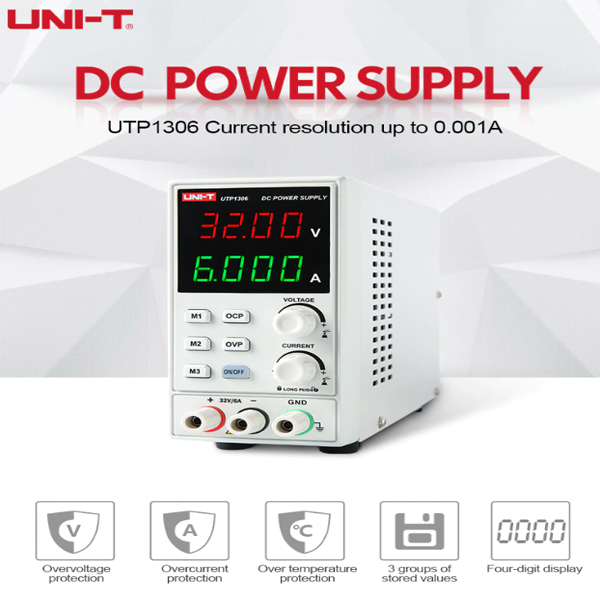 UNI-T®
DC POWER SUPPLY
UTP1306 Current resolution up to 0.001A
UNI-T UTP1306 DC POWER SUPPLY
32.00 V
6.000 A
VOLTAGE
M1 OCP
M2 OVP
CURRENT
M3 ON/OFF
LONG PUSH
+ 32V/6A − GND
V
A
°C
0000
Overvoltage
protection
Overcurrent
protection
Over temperature
protection
3 groups of
stored values
Four-digit display